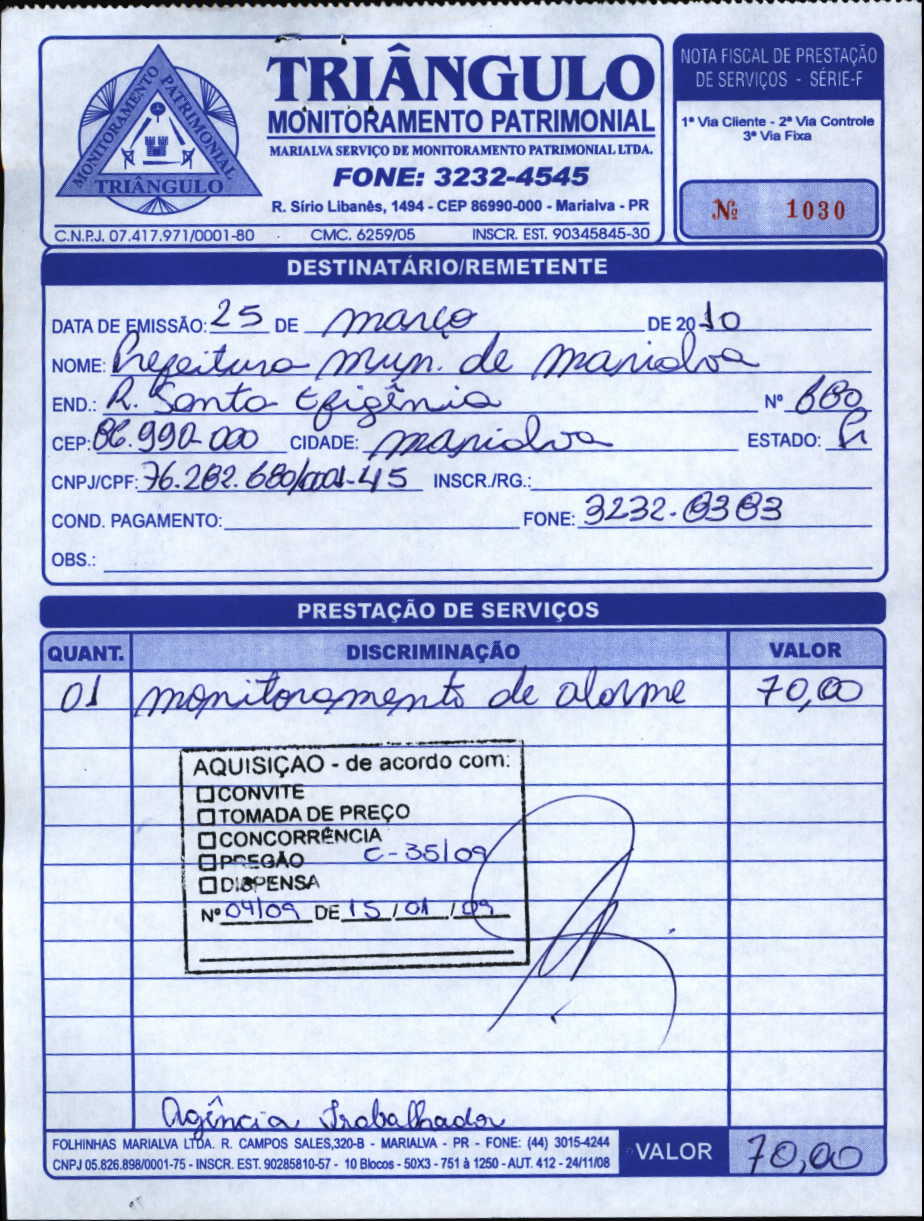 MONITORAMENTO PATRIMONIAL
TRIÂNGULO
TRIÂNGULO
MONITORAMENTO PATRIMONIAL
MARIALVA SERVIÇO DE MONITORAMENTO PATRIMONIAL LTDA.
FONE: 3232-4545
R. Sírio Libanês, 1494 - CEP 86990-000 - Marialva - PR
C.N.P.J. 07.417.971/0001-80 CMC. 6259/05 INSCR. EST. 90345845-30
NOTA FISCAL DE PRESTAÇÃO
DE SERVIÇOS - SÉRIE-F
1ª Via Cliente - 2ª Via Controle
3ª Via Fixa
Nº 1030
DESTINATÁRIO/REMETENTE
DATA DE EMISSÃO: 25 DE março DE 2010
NOME: Prefeitura Mun. de Marialva
END.: R. Santa Efigênia Nº 680
CEP: 86.990-000 CIDADE: Marialva ESTADO: Pr
CNPJ/CPF: 76.282.680/0001-45 INSCR./RG.:
COND. PAGAMENTO: FONE: 3232-8383
OBS.:
PRESTAÇÃO DE SERVIÇOS
QUANT. DISCRIMINAÇÃO VALOR
01 monitoramento de alarme 70,00
AQUISIÇÃO - de acordo com:
CONVITE
TOMADA DE PREÇO
CONCORRÊNCIA
PREGÃO C-35/09
DISPENSA
Nº 04/09 DE 15/01/09
Agência Trabalhador
FOLHINHAS MARIALVA LTDA. R. CAMPOS SALES,320-B - MARIALVA - PR - FONE: (44) 3015-4244
CNPJ 05.826.898/0001-75 - INSCR. EST. 90285810-57 - 10 Blocos - 50X3 - 751 à 1250 - AUT. 412 - 24/11/08
VALOR 70,00